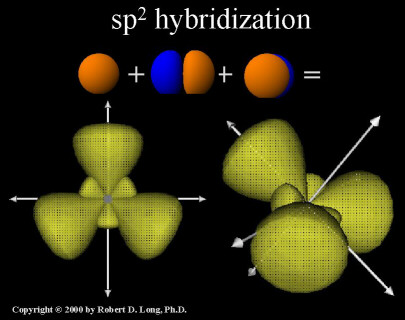 sp² hybridization
+ + =
Copyright © 2000 by Robert D. Long, Ph.D.